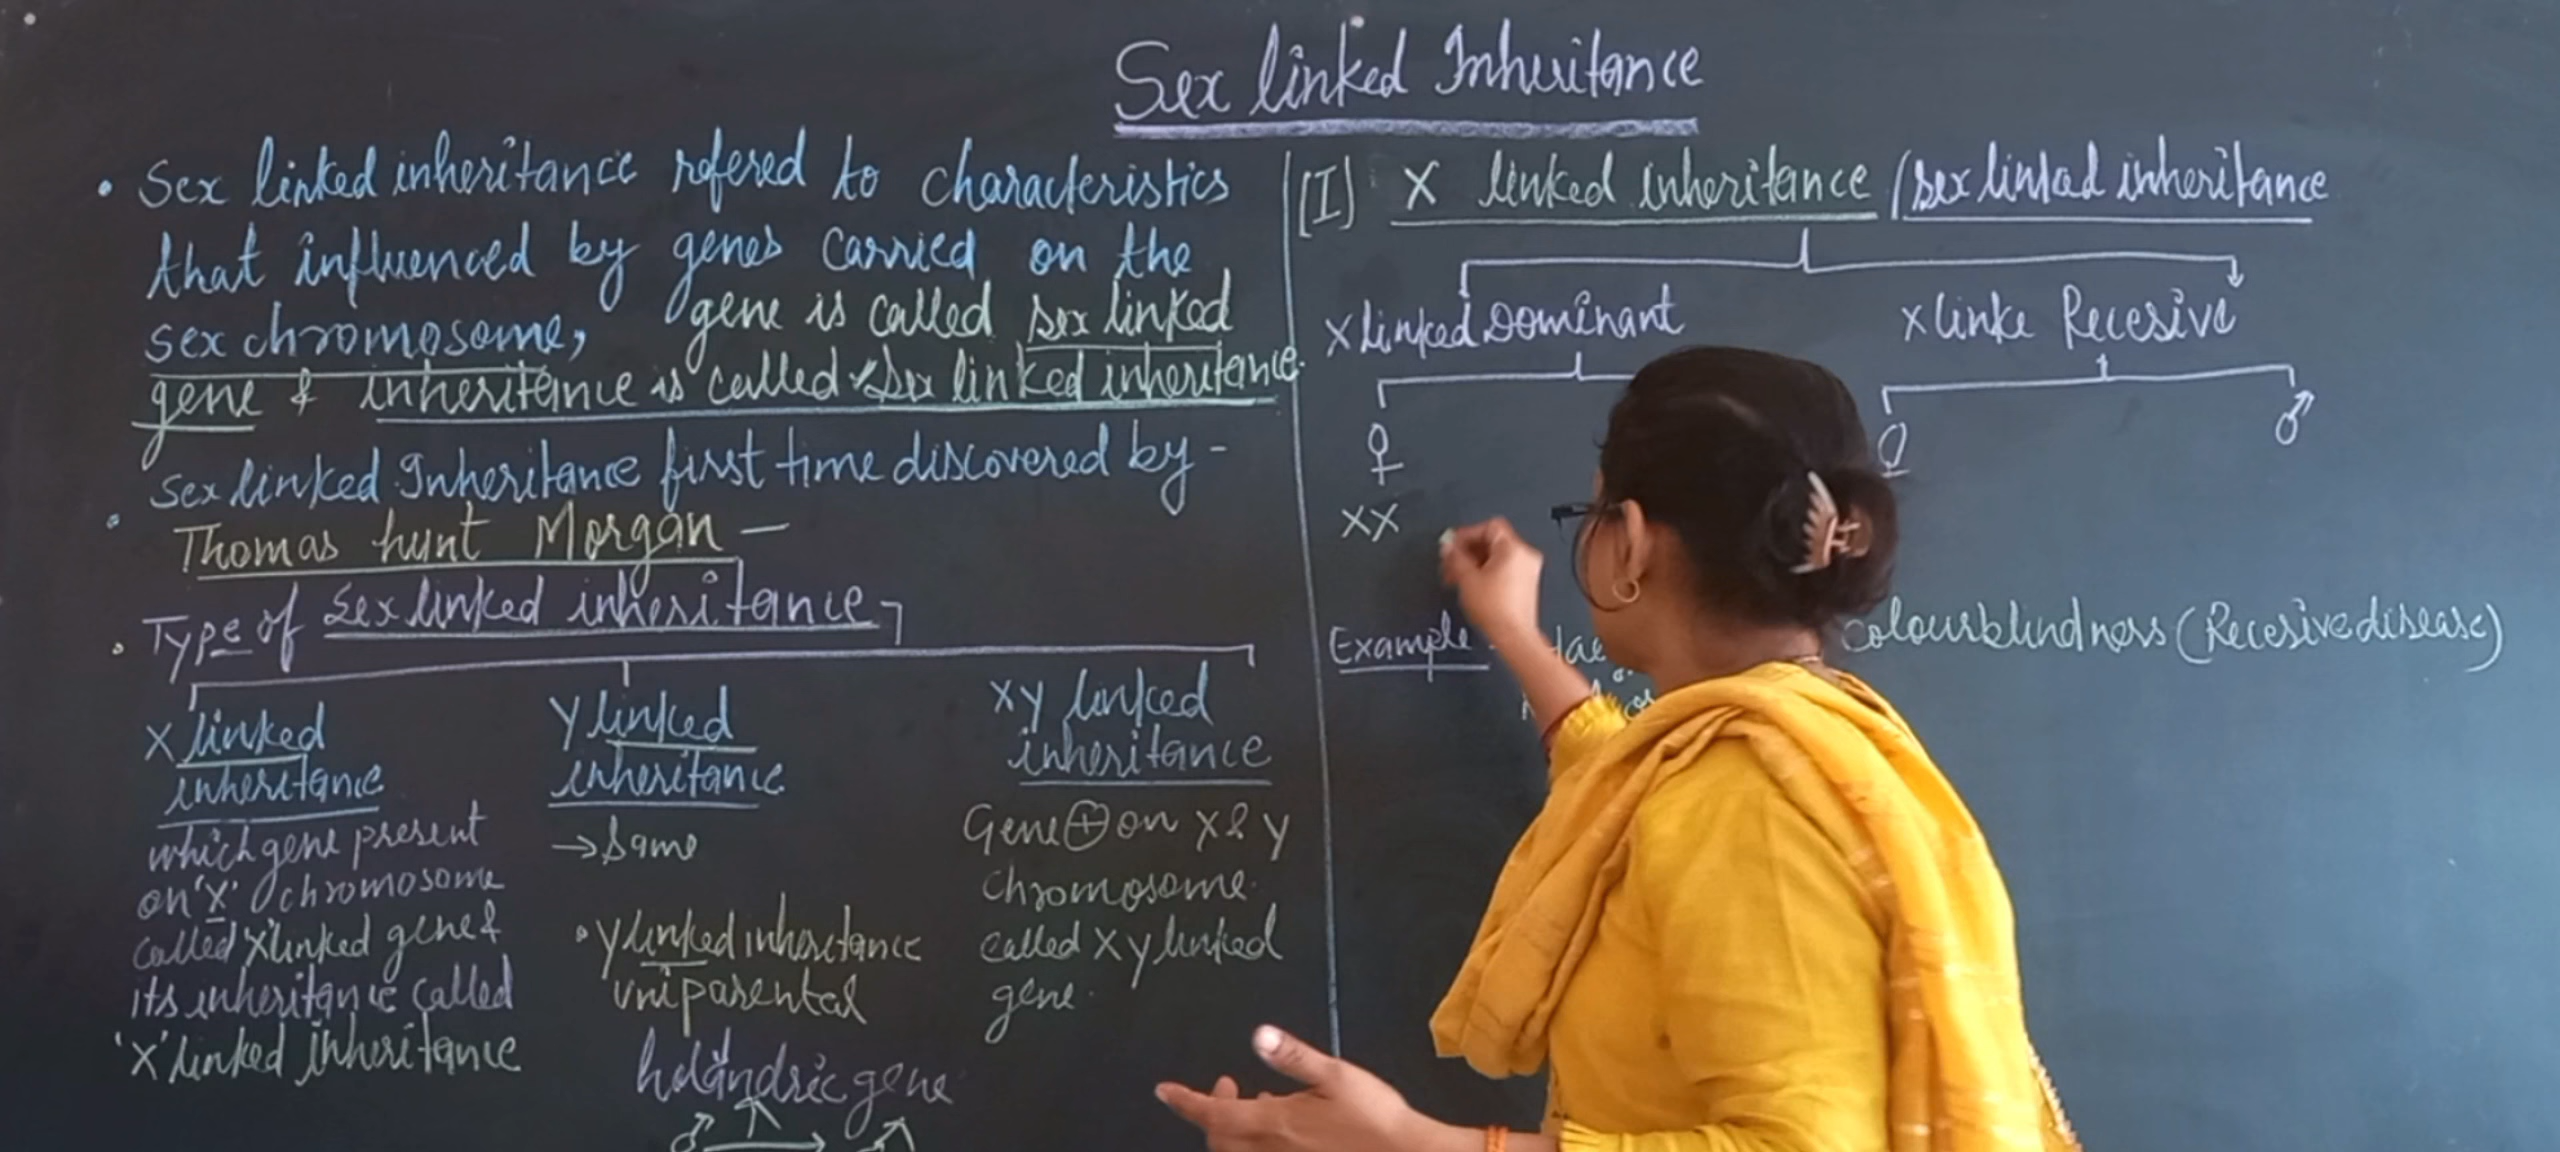 Sex linked Inheritance
• Sex linked inheritance refered to characteristics
that influenced by genes carried on the
sex chromosome, gene is called sex linked
gene & inheritance is called sex linked inheritance.
• Sex linked Inheritance first time discovered by -
Thomas hunt Morgan —
• Type of Sex linked inheritance
X linked
inheritance
which gene present
on 'X' chromosome
called X linked gene &
its inheritance called
'X' linked inheritance
Y linked
inheritance
→ Same
• Y linked inheritance
uniparental
holandric gene
♂ → ♂
XY linked
inheritance
Gene ⊕ on X & Y
chromosome
called XY linked
gene.
[I] X linked inheritance / sex linked inheritance
X linked Dominant
X linke Recesive
♀
♀ ♂
XX
Example -
colourblindness (Recesive disease)